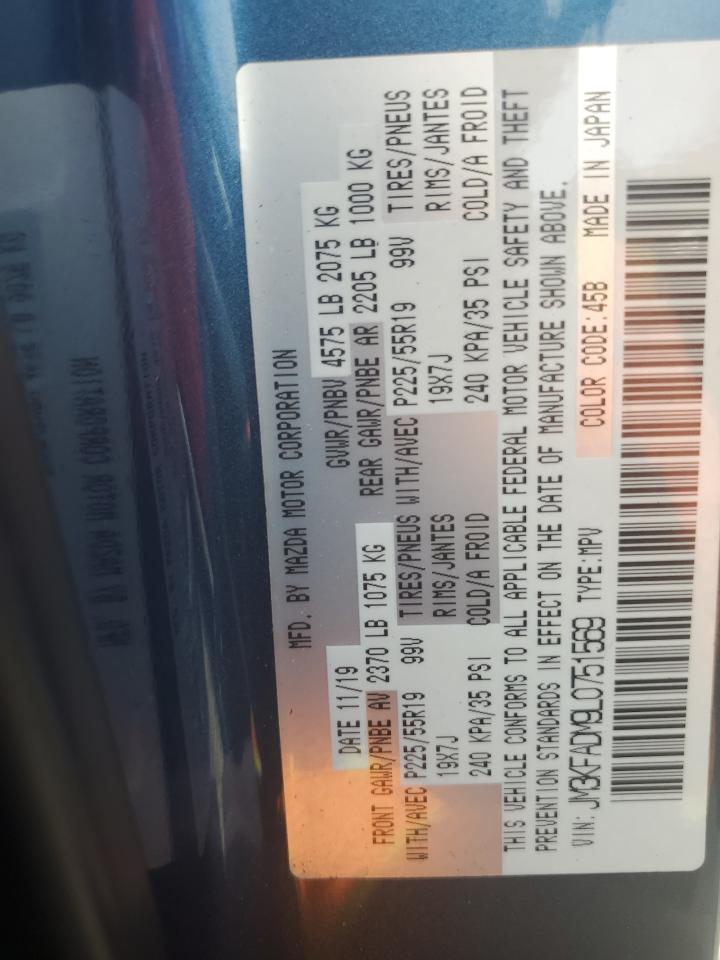 MFD. BY MAZDA MOTOR CORPORATION
DATE 11/19 GVWR/PNBV 4575 LB 2075 KG
FRONT GAWR/PNBE AV 2370 LB 1075 KG REAR GAWR/PNBE AR 2205 LB 1000 KG
WITH/AVEC P225/55R19 99V TIRES/PNEUS WITH/AVEC P225/55R19 99V TIRES/PNEUS
19X7J RIMS/JANTES 19X7J RIMS/JANTES
240 KPA/35 PSI COLD/A FROID 240 KPA/35 PSI COLD/A FROID
THIS VEHICLE CONFORMS TO ALL APPLICABLE FEDERAL MOTOR VEHICLE SAFETY AND THEFT
PREVENTION STANDARDS IN EFFECT ON THE DATE OF MANUFACTURE SHOWN ABOVE.
VIN: JM3KFADM9L0751569 TYPE:MPV COLOR CODE:45B MADE IN JAPAN